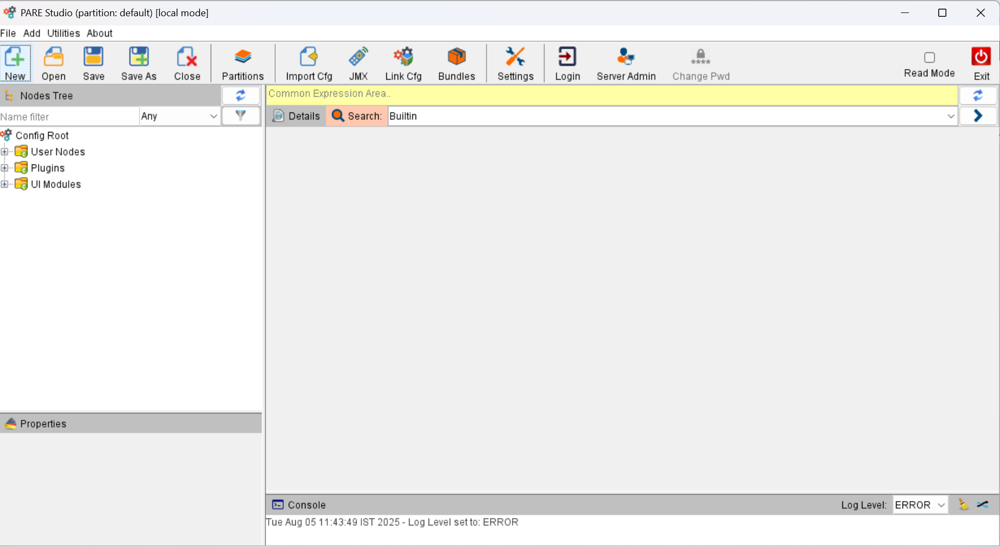 PARE Studio (partition: default) [local mode]
File Add Utilities About
New Open Save Save As Close Partitions Import Cfg JMX Link Cfg Bundles Settings Login Server Admin Change Pwd Read Mode Exit
Nodes Tree
Common Expression Area..
Name filter Any
Details Search: Builtin
Config Root
User Nodes
Plugins
UI Modules
Properties
Console Log Level: ERROR
Tue Aug 05 11:43:49 IST 2025 - Log Level set to: ERROR